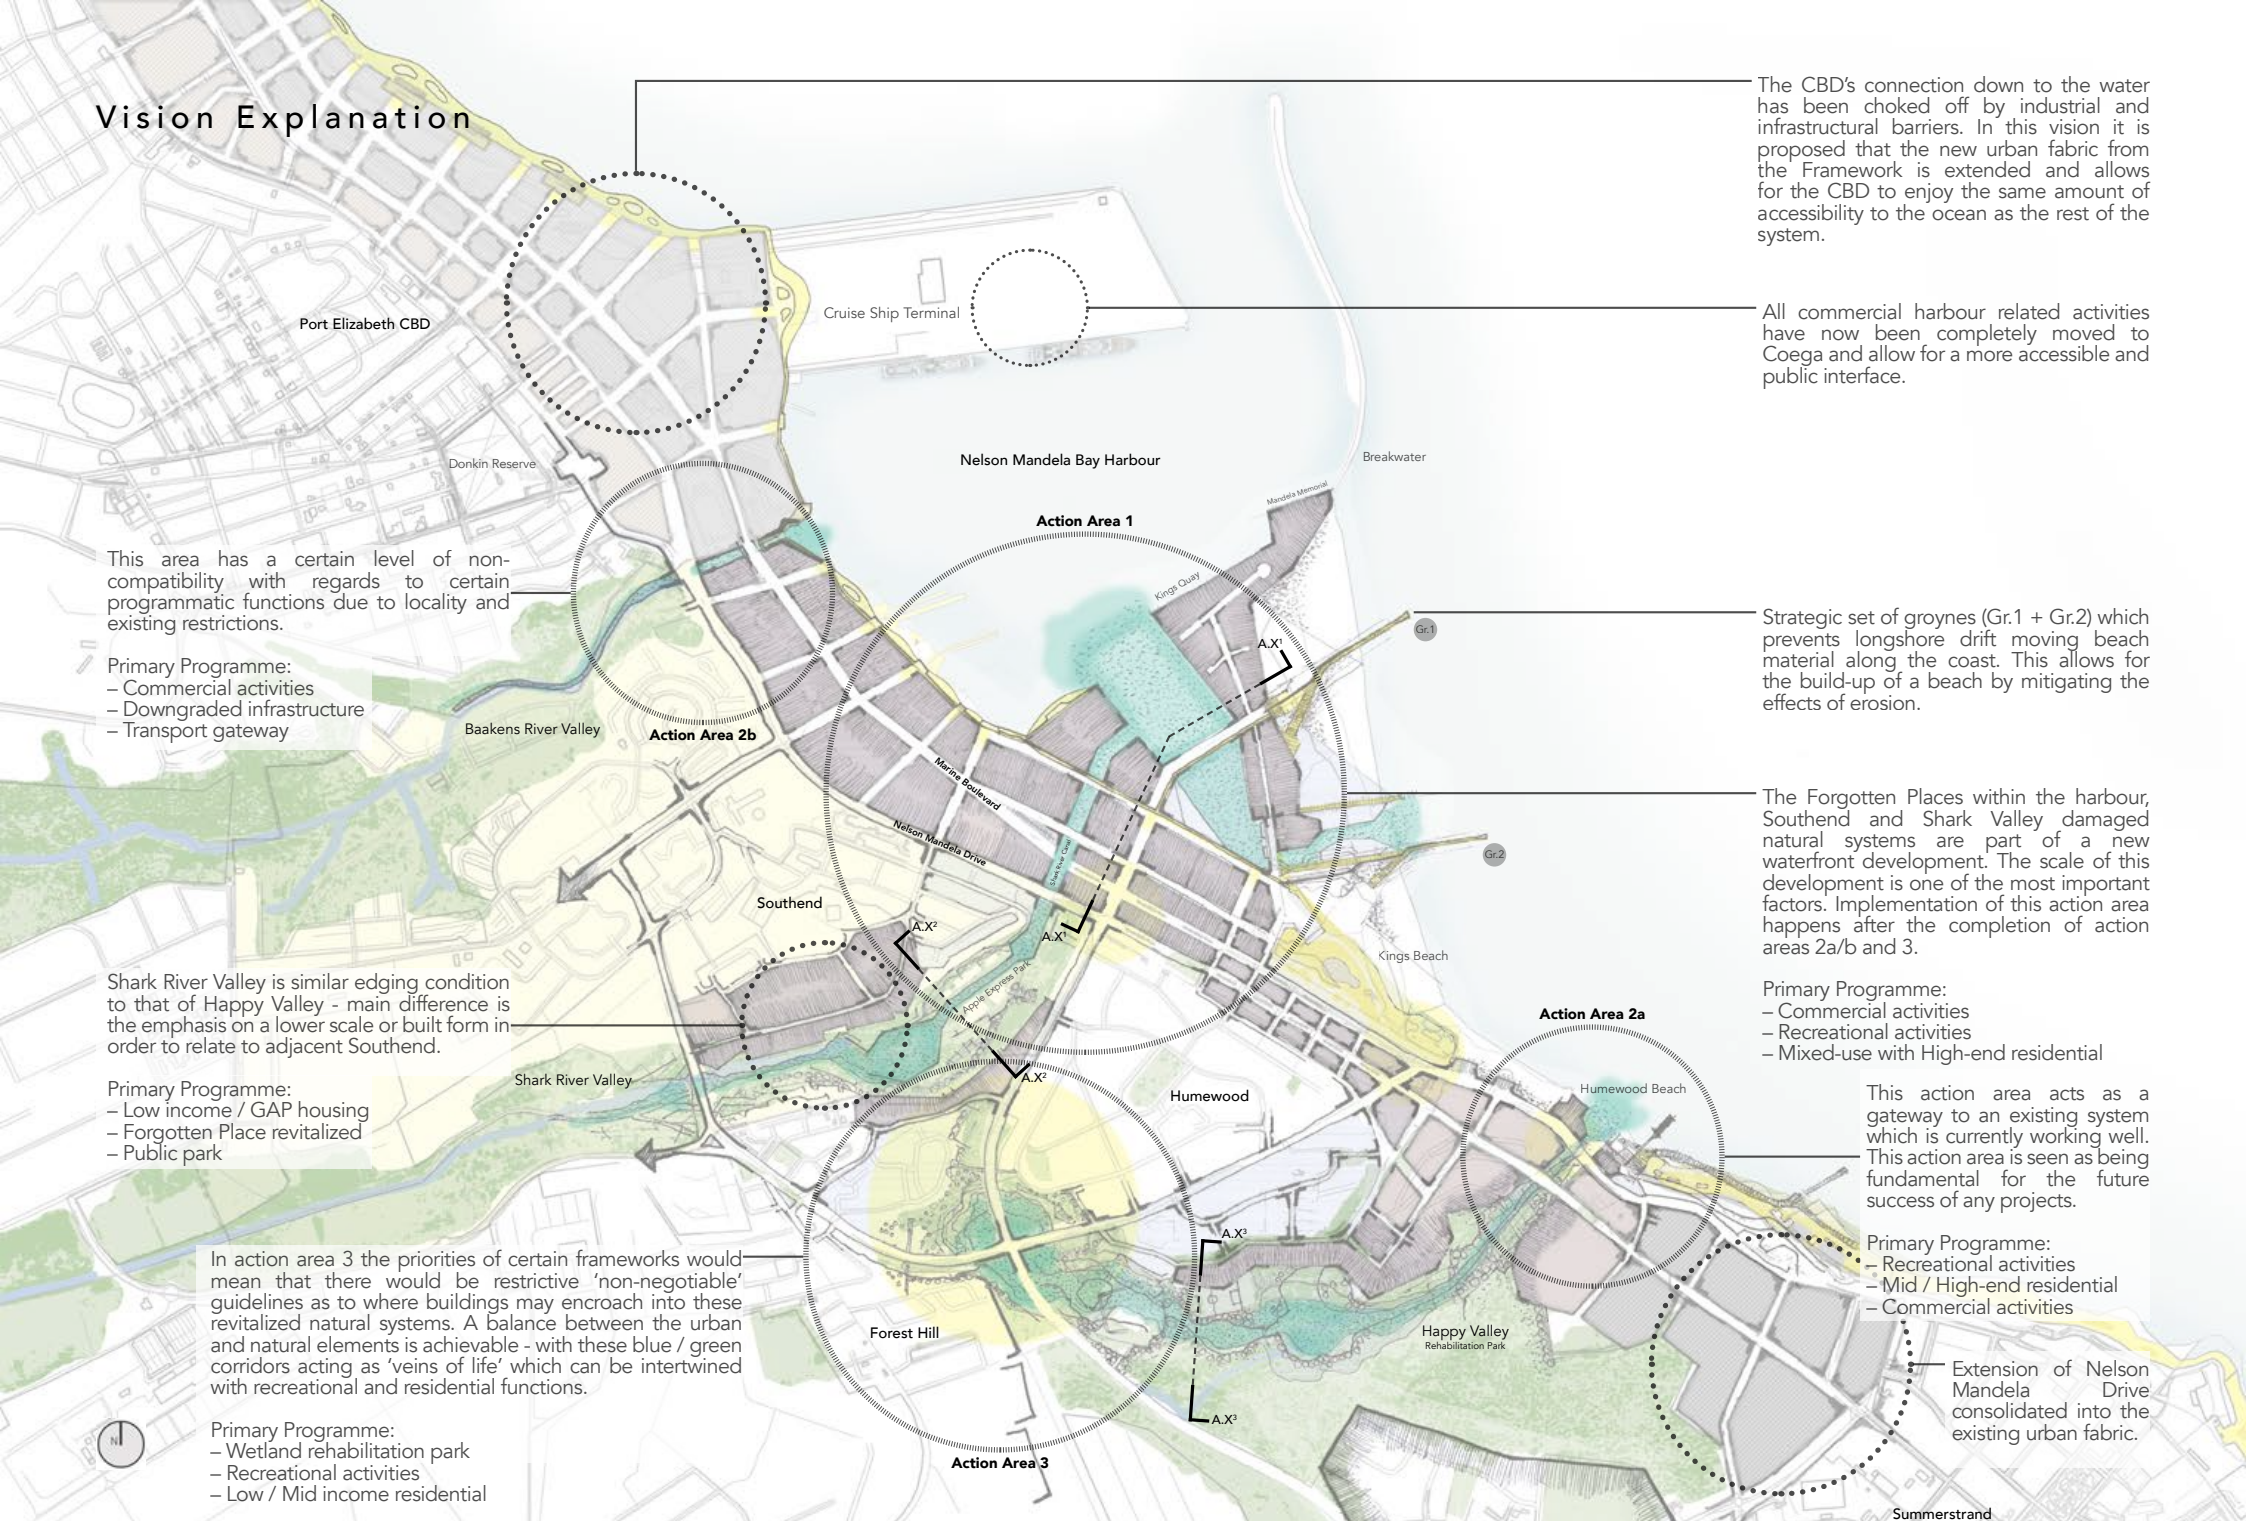 Vision Explanation
The CBD's connection down to the water
has been choked off by industrial and
infrastructural barriers. In this vision it is
proposed that the new urban fabric from
the Framework is extended and allows
for the CBD to enjoy the same amount of
accessibility to the ocean as the rest of the
system.
All commercial harbour related activities
have now been completely moved to
Coega and allow for a more accessible and
public interface.
Port Elizabeth CBD
Cruise Ship Terminal
Donkin Reserve
Nelson Mandela Bay Harbour
Breakwater
Mandela Memorial
Action Area 1
This area has a certain level of non-
compatibility with regards to certain
programmatic functions due to locality and
existing restrictions.
Primary Programme:
– Commercial activities
– Downgraded infrastructure
– Transport gateway
Kings Quay
A.X¹
Gr.1
Strategic set of groynes (Gr.1 + Gr.2) which
prevents longshore drift moving beach
material along the coast. This allows for
the build-up of a beach by mitigating the
effects of erosion.
Baakens River Valley
Action Area 2b
Marine Boulevard
Nelson Mandela Drive
Shark River Canal
Gr.2
The Forgotten Places within the harbour,
Southend and Shark Valley damaged
natural systems are part of a new
waterfront development. The scale of this
development is one of the most important
factors. Implementation of this action area
happens after the completion of action
areas 2a/b and 3.
Primary Programme:
– Commercial activities
– Recreational activities
– Mixed-use with High-end residential
Southend
A.X²
A.X¹
Kings Beach
Apple Express Park
Shark River Valley is similar edging condition
to that of Happy Valley - main difference is
the emphasis on a lower scale or built form in
order to relate to adjacent Southend.
Primary Programme:
– Low income / GAP housing
– Forgotten Place revitalized
– Public park
Shark River Valley
A.X²
Humewood
Action Area 2a
Humewood Beach
This action area acts as a
gateway to an existing system
which is currently working well.
This action area is seen as being
fundamental for the future
success of any projects.
Primary Programme:
– Recreational activities
– Mid / High-end residential
– Commercial activities
In action area 3 the priorities of certain frameworks would
mean that there would be restrictive 'non-negotiable'
guidelines as to where buildings may encroach into these
revitalized natural systems. A balance between the urban
and natural elements is achievable - with these blue / green
corridors acting as 'veins of life' which can be intertwined
with recreational and residential functions.
Primary Programme:
– Wetland rehabilitation park
– Recreational activities
– Low / Mid income residential
A.X³
Forest Hill
Happy Valley
Rehabilitation Park
A.X³
Action Area 3
Extension of Nelson
Mandela Drive
consolidated into the
existing urban fabric.
N
Summerstrand